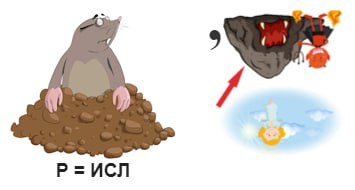 ,
Р = ИСЛ